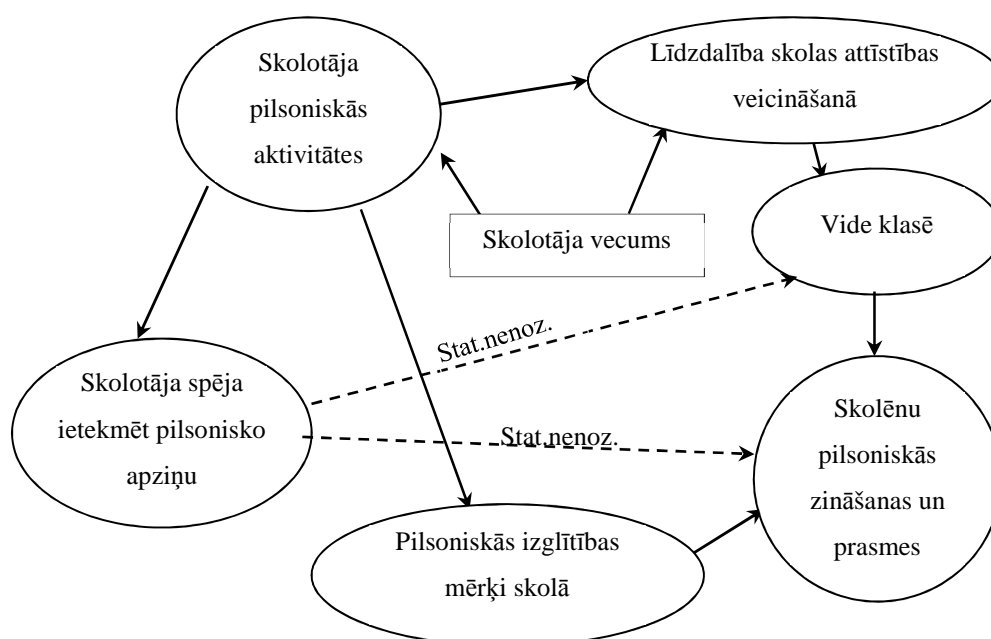 Skolotāja
pilsoniskās
aktivitātes
Līdzdalība skolas attīstības
veicināšanā
Skolotāja vecums
Vide klasē
Stat.nenoz.
Skolotāja spēja
ietekmēt pilsonisko
apziņu
Stat.nenoz.
Skolēnu
pilsoniskās
zināšanas un
prasmes
Pilsoniskās izglītības
mērķi skolā